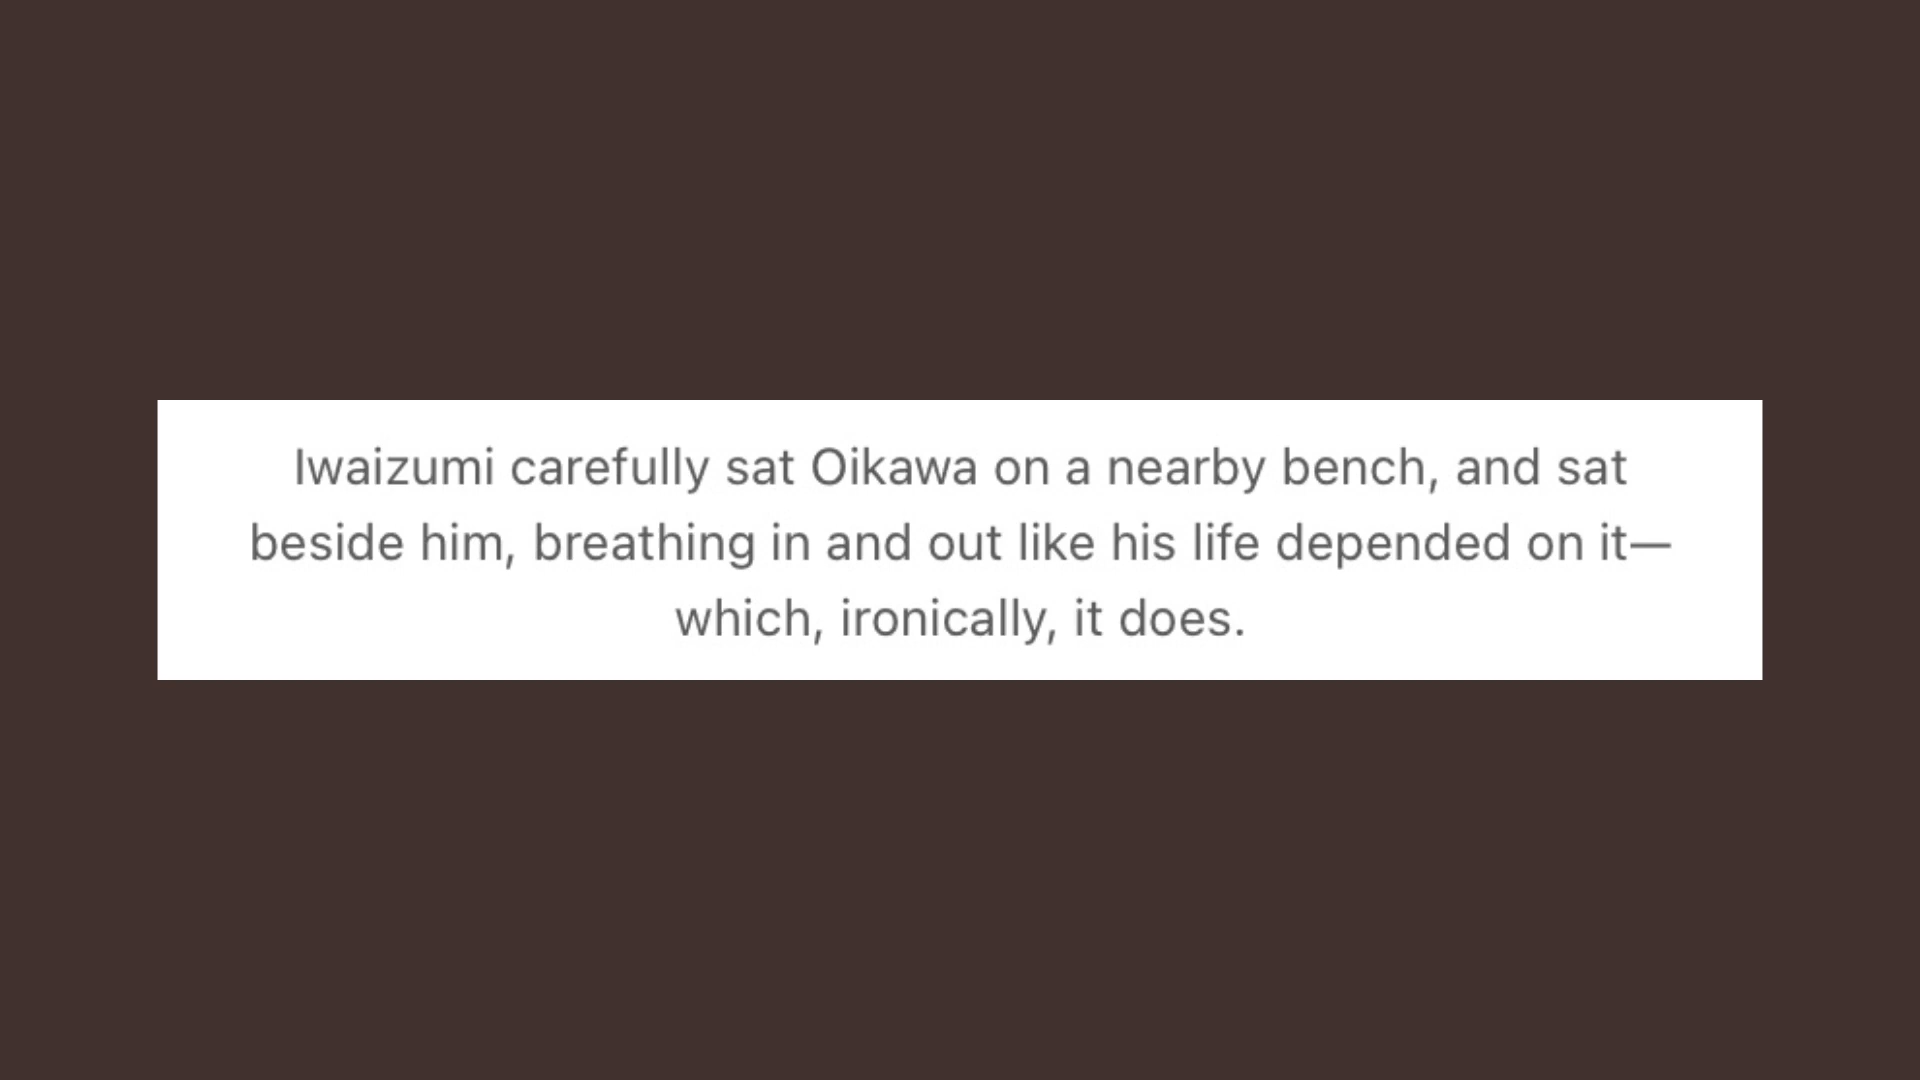 Iwaizumi carefully sat Oikawa on a nearby bench, and sat
beside him, breathing in and out like his life depended on it—
which, ironically, it does.